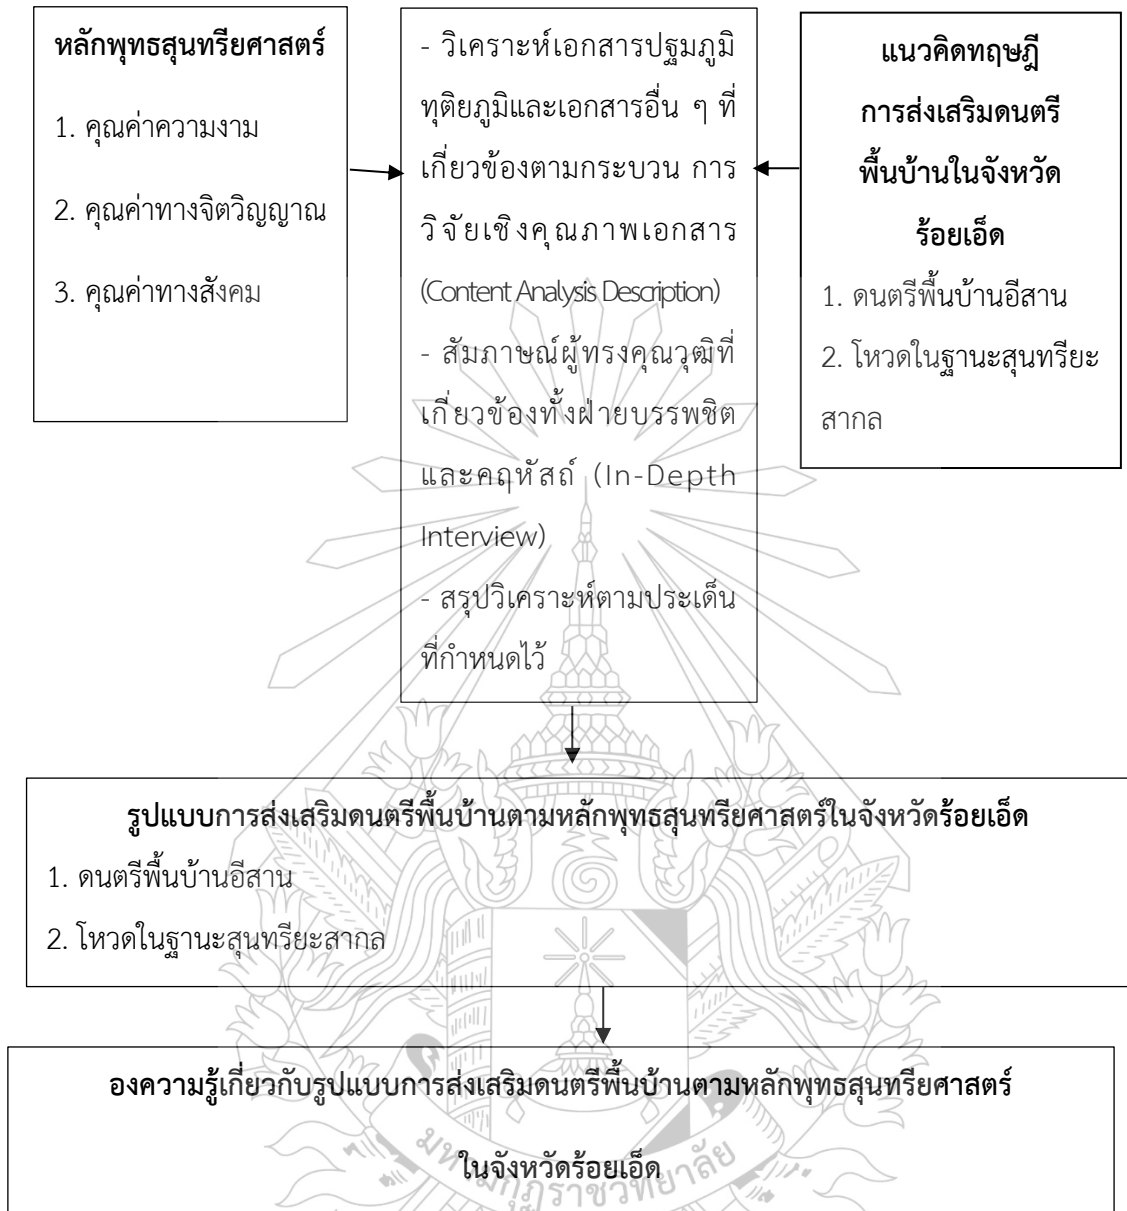 หลักพุทธสุนทรียศาสตร์
1. คุณค่าความงาม
2. คุณค่าทางจิตวิญญาณ
3. คุณค่าทางสังคม
- วิเคราะห์เอกสารปฐมภูมิ
ทุติยภูมิและเอกสารอื่น ๆ ที่
เกี่ยวข้องตามกระบวน การ
วิจัยเชิงคุณภาพเอกสาร
(Content Analysis Description)
- สัมภาษณ์ผู้ทรงคุณวุฒิที่
เกี่ยวข้องทั้งฝ่ายบรรพชิต
และคฤหัสถ์ (In-Depth
Interview)
- สรุปวิเคราะห์ตามประเด็น
ที่กำหนดไว้
แนวคิดทฤษฎี
การส่งเสริมดนตรี
พื้นบ้านในจังหวัด
ร้อยเอ็ด
1. ดนตรีพื้นบ้านอีสาน
2. โหวดในฐานะสุนทรียะ
สากล
รูปแบบการส่งเสริมดนตรีพื้นบ้านตามหลักพุทธสุนทรียศาสตร์ในจังหวัดร้อยเอ็ด
1. ดนตรีพื้นบ้านอีสาน
2. โหวดในฐานะสุนทรียะสากล
องความรู้เกี่ยวกับรูปแบบการส่งเสริมดนตรีพื้นบ้านตามหลักพุทธสุนทรียศาสตร์
ในจังหวัดร้อยเอ็ด
มหามกุฏราชวิทยาลัย